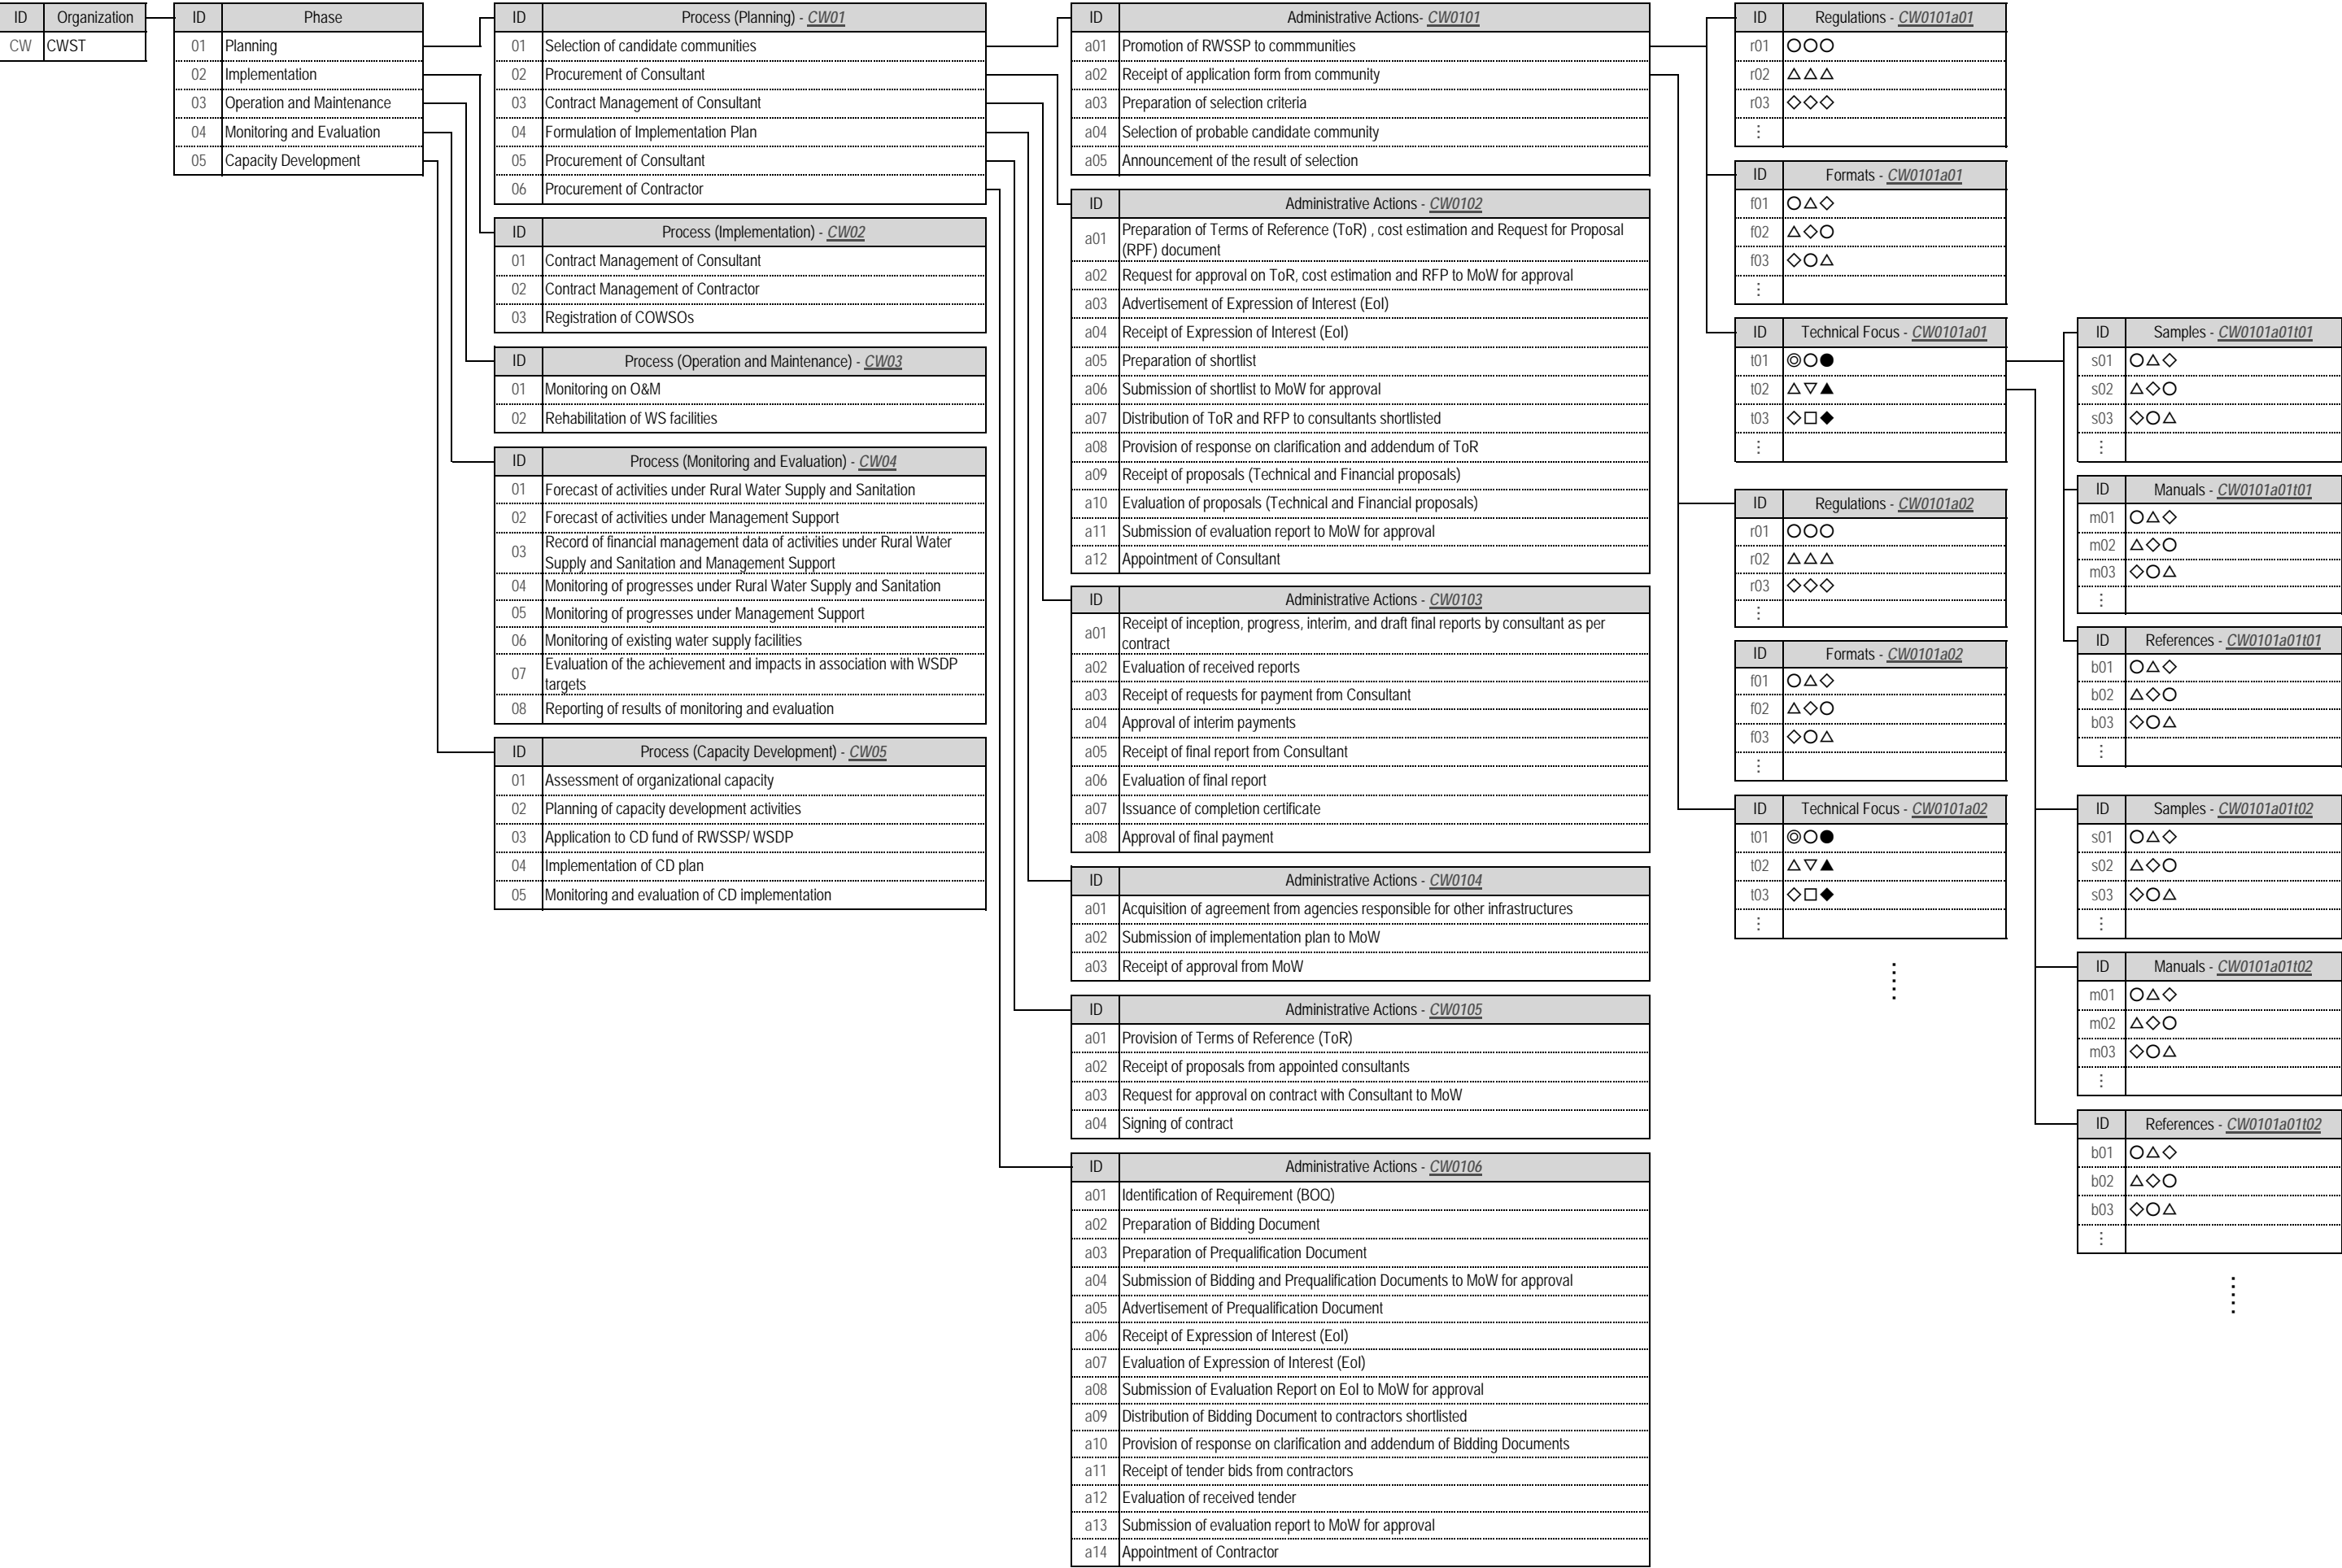 ID Organization
CW CWST
ID Phase
01 Planning
02 Implementation
03 Operation and Maintenance
04 Monitoring and Evaluation
05 Capacity Development
ID Process (Planning) - CW01
01 Selection of candidate communities
02 Procurement of Consultant
03 Contract Management of Consultant
04 Formulation of Implementation Plan
05 Procurement of Consultant
06 Procurement of Contractor
ID Process (Implementation) - CW02
01 Contract Management of Consultant
02 Contract Management of Contractor
03 Registration of COWSOs
ID Process (Operation and Maintenance) - CW03
01 Monitoring on O&M
02 Rehabilitation of WS facilities
ID Process (Monitoring and Evaluation) - CW04
01 Forecast of activities under Rural Water Supply and Sanitation
02 Forecast of activities under Management Support
03 Record of financial management data of activities under Rural Water
Supply and Sanitation and Management Support
04 Monitoring of progresses under Rural Water Supply and Sanitation
05 Monitoring of progresses under Management Support
06 Monitoring of existing water supply facilities
07 Evaluation of the achievement and impacts in association with WSDP
targets
08 Reporting of results of monitoring and evaluation
ID Process (Capacity Development) - CW05
01 Assessment of organizational capacity
02 Planning of capacity development activities
03 Application to CD fund of RWSSP/ WSDP
04 Implementation of CD plan
05 Monitoring and evaluation of CD implementation
ID Administrative Actions- CW0101
a01 Promotion of RWSSP to commmunities
a02 Receipt of application form from community
a03 Preparation of selection criteria
a04 Selection of probable candidate community
a05 Announcement of the result of selection
ID Administrative Actions - CW0102
a01 Preparation of Terms of Reference (ToR) , cost estimation and Request for Proposal
(RPF) document
a02 Request for approval on ToR, cost estimation and RFP to MoW for approval
a03 Advertisement of Expression of Interest (EoI)
a04 Receipt of Expression of Interest (EoI)
a05 Preparation of shortlist
a06 Submission of shortlist to MoW for approval
a07 Distribution of ToR and RFP to consultants shortlisted
a08 Provision of response on clarification and addendum of ToR
a09 Receipt of proposals (Technical and Financial proposals)
a10 Evaluation of proposals (Technical and Financial proposals)
a11 Submission of evaluation report to MoW for approval
a12 Appointment of Consultant
ID Administrative Actions - CW0103
a01 Receipt of inception, progress, interim, and draft final reports by consultant as per
contract
a02 Evaluation of received reports
a03 Receipt of requests for payment from Consultant
a04 Approval of interim payments
a05 Receipt of final report from Consultant
a06 Evaluation of final report
a07 Issuance of completion certificate
a08 Approval of final payment
ID Administrative Actions - CW0104
a01 Acquisition of agreement from agencies responsible for other infrastructures
a02 Submission of implementation plan to MoW
a03 Receipt of approval from MoW
ID Administrative Actions - CW0105
a01 Provision of Terms of Reference (ToR)
a02 Receipt of proposals from appointed consultants
a03 Request for approval on contract with Consultant to MoW
a04 Signing of contract
ID Administrative Actions - CW0106
a01 Identification of Requirement (BOQ)
a02 Preparation of Bidding Document
a03 Preparation of Prequalification Document
a04 Submission of Bidding and Prequalification Documents to MoW for approval
a05 Advertisement of Prequalification Document
a06 Receipt of Expression of Interest (EoI)
a07 Evaluation of Expression of Interest (EoI)
a08 Submission of Evaluation Report on EoI to MoW for approval
a09 Distribution of Bidding Document to contractors shortlisted
a10 Provision of response on clarification and addendum of Bidding Documents
a11 Receipt of tender bids from contractors
a12 Evaluation of received tender
a13 Submission of evaluation report to MoW for approval
a14 Appointment of Contractor
ID Regulations - CW0101a01
r01 ○○○
r02 △△△
r03 ◇◇◇
⋮
ID Formats - CW0101a01
f01 ○△◇
f02 △◇○
f03 ◇○△
⋮
ID Technical Focus - CW0101a01
t01 ◎○●
t02 △▽▲
t03 ◇□◆
⋮
ID Regulations - CW0101a02
r01 ○○○
r02 △△△
r03 ◇◇◇
⋮
ID Formats - CW0101a02
f01 ○△◇
f02 △◇○
f03 ◇○△
⋮
ID Technical Focus - CW0101a02
t01 ◎○●
t02 △▽▲
t03 ◇□◆
⋮
ID Samples - CW0101a01t01
s01 ○△◇
s02 △◇○
s03 ◇○△
⋮
ID Manuals - CW0101a01t01
m01 ○△◇
m02 △◇○
m03 ◇○△
⋮
ID References - CW0101a01t01
b01 ○△◇
b02 △◇○
b03 ◇○△
⋮
ID Samples - CW0101a01t02
s01 ○△◇
s02 △◇○
s03 ◇○△
⋮
ID Manuals - CW0101a01t02
m01 ○△◇
m02 △◇○
m03 ◇○△
⋮
ID References - CW0101a01t02
b01 ○△◇
b02 △◇○
b03 ◇○△
⋮